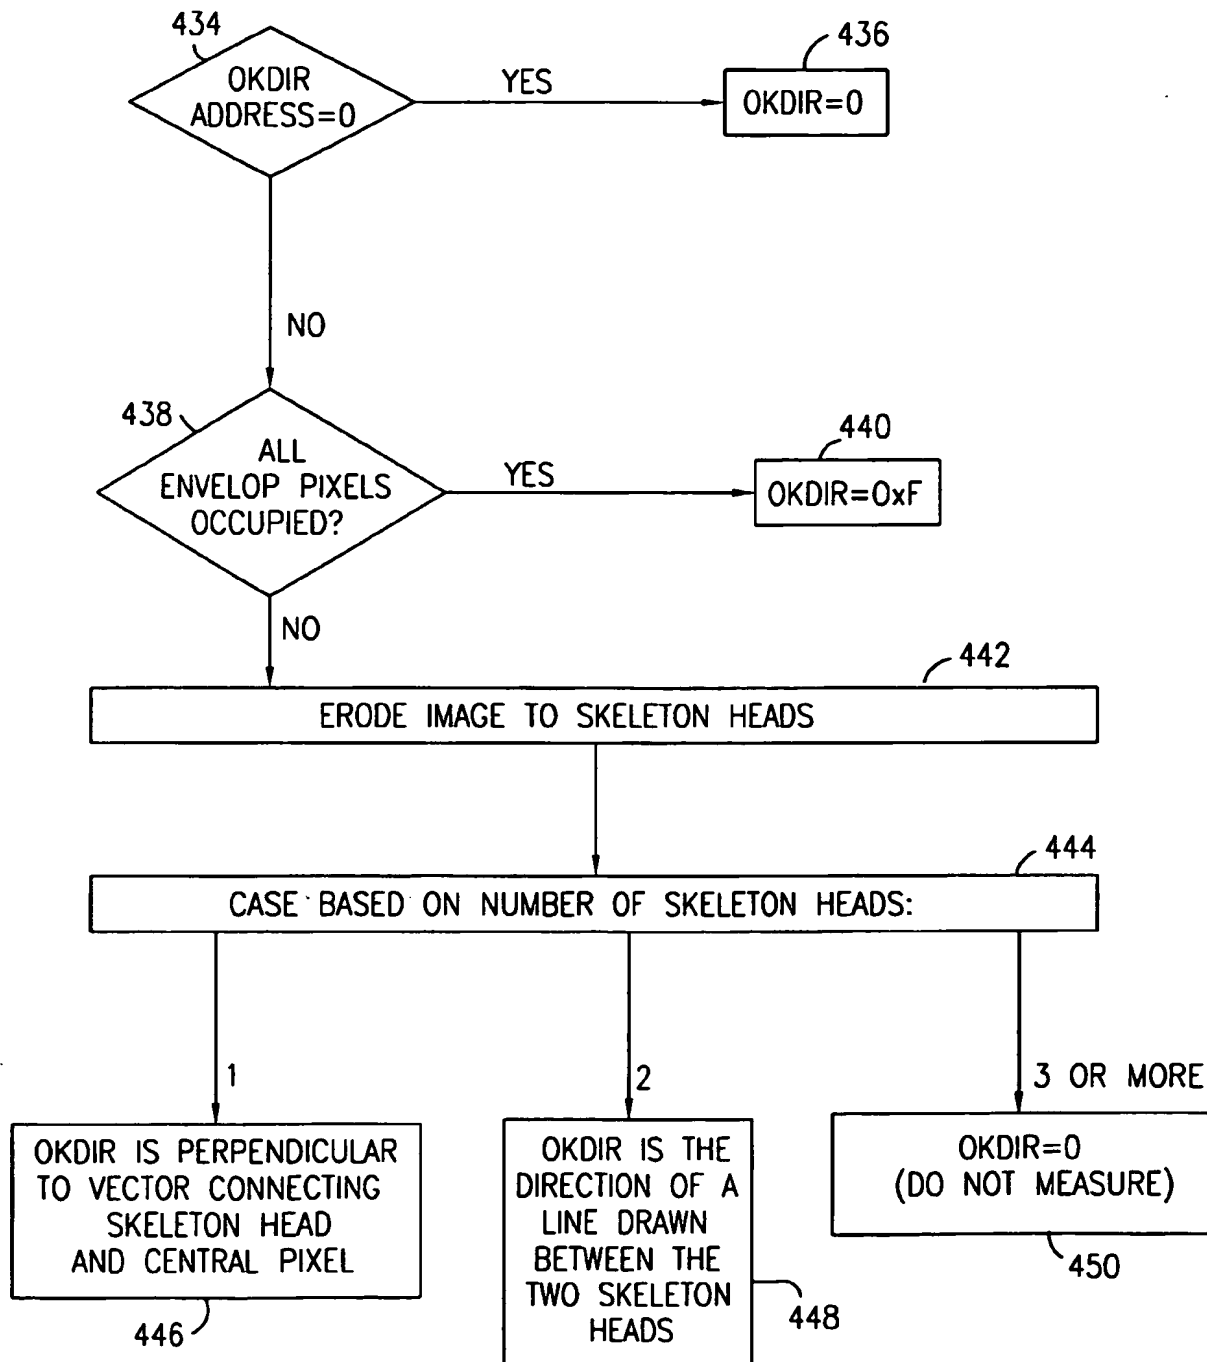 434
OKDIR
ADDRESS=0
YES
436
OKDIR=0
NO
438
ALL
ENVELOP PIXELS
OCCUPIED?
YES
440
OKDIR=0xF
NO
442
ERODE IMAGE TO SKELETON HEADS
444
CASE BASED ON NUMBER OF SKELETON HEADS:
1
2
3 OR MORE
OKDIR IS PERPENDICULAR
TO VECTOR CONNECTING
SKELETON HEAD
AND CENTRAL PIXEL
446
OKDIR IS THE
DIRECTION OF A
LINE DRAWN
BETWEEN THE
TWO SKELETON
HEADS
448
OKDIR=0
(DO NOT MEASURE)
450